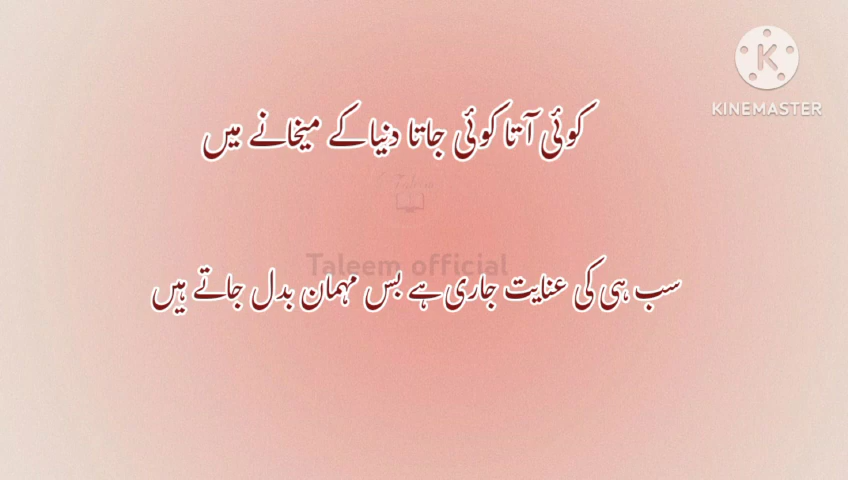 KINEMASTER
کوئی آتا کوئی جاتا دنیا کے میخانے میں
Taleem official
سب ہی کی عنایت جاری ہے بس مہمان بدل جاتے ہیں